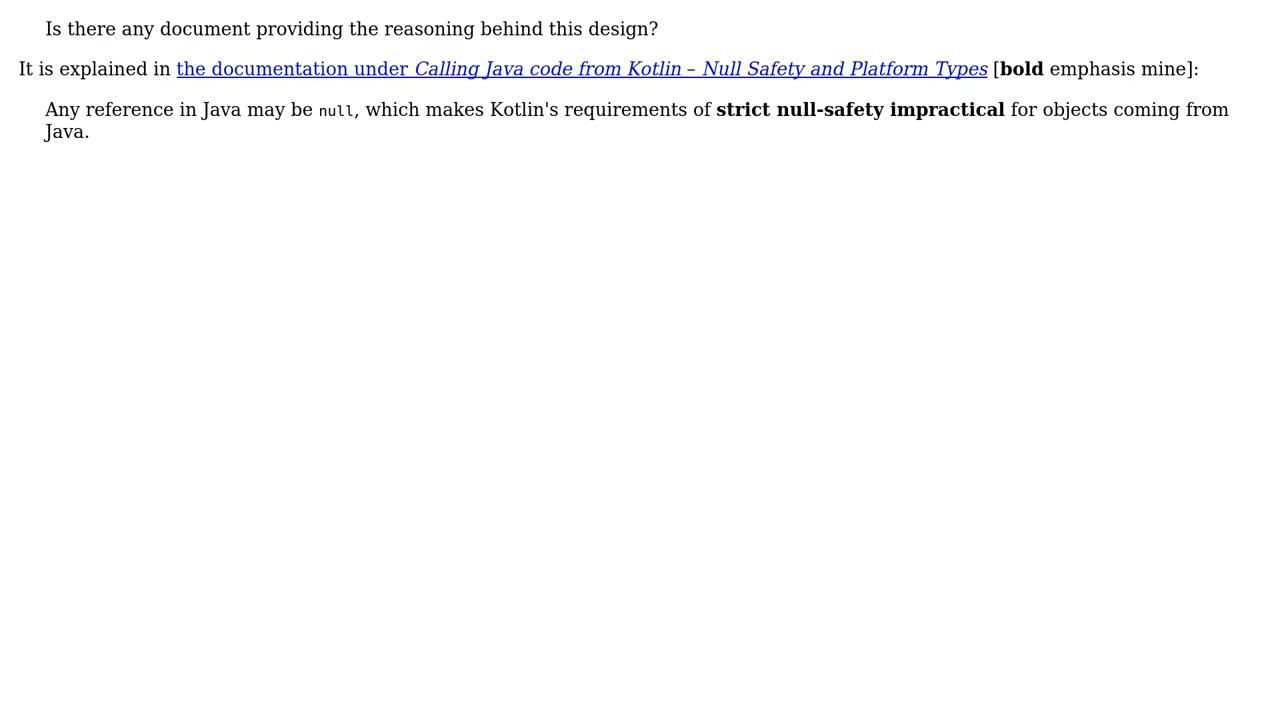 Is there any document providing the reasoning behind this design?
It is explained in the documentation under Calling Java code from Kotlin – Null Safety and Platform Types [bold emphasis mine]:
Any reference in Java may be null, which makes Kotlin's requirements of strict null-safety impractical for objects coming from
Java.